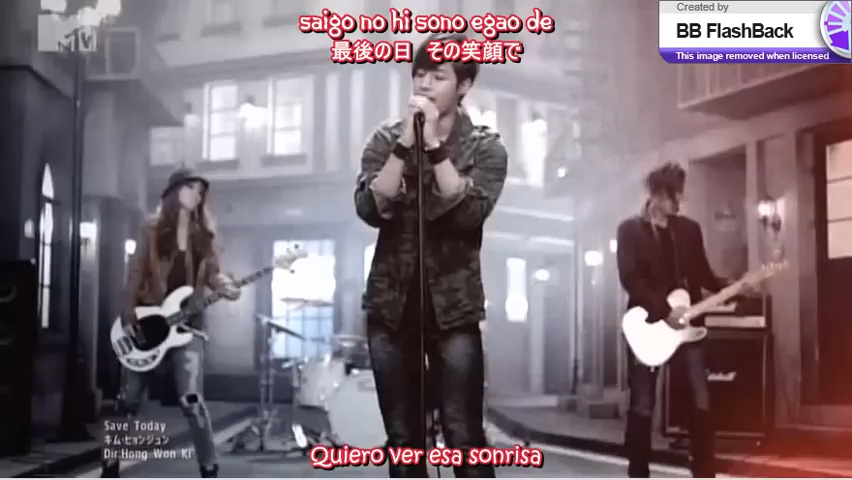 saigo no hi sono egao de
最後の日 その笑顔で
MTV
Created by
BB FlashBack
This image removed when licensed
Save Today
キム・ヒョンジュン
Dir:Hong Won Ki
Quiero ver esa sonrisa